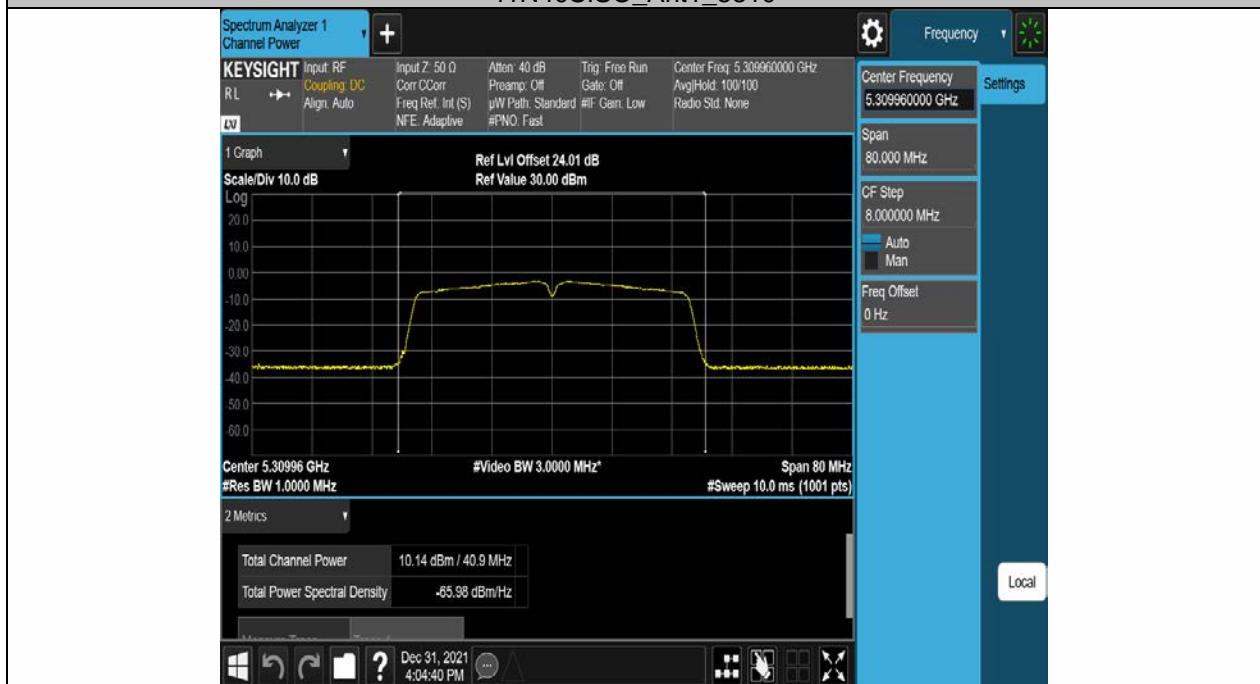 Spectrum Analyzer 1
Channel Power
+
Frequency
KEYSIGHT
RL
LXI
Input: RF
Coupling: DC
Align: Auto
Input Z: 50 Ω
Corr CCorr
Freq Ref: Int (S)
NFE: Adaptive
Atten: 40 dB
Preamp: Off
µW Path: Standard
#PNO: Fast
Trig: Free Run
Gate: Off
#IF Gain: Low
Center Freq: 5.309960000 GHz
Avg|Hold: 100/100
Radio Std: None
Center Frequency
5.309960000 GHz
Settings
Span
80.000 MHz
CF Step
8.000000 MHz
Auto
Man
Freq Offset
0 Hz
1 Graph
Scale/Div 10.0 dB
Ref Lvl Offset 24.01 dB
Ref Value 30.00 dBm
Log
20.0
10.0
0.00
-10.0
-20.0
-30.0
-40.0
-50.0
-60.0
Center 5.30996 GHz
#Video BW 3.0000 MHz*
Span 80 MHz
#Res BW 1.0000 MHz
#Sweep 10.0 ms (1001 pts)
2 Metrics
Total Channel Power 10.14 dBm / 40.9 MHz
Total Power Spectral Density -65.98 dBm/Hz
Local
?
Dec 31, 2021
4:04:40 PM